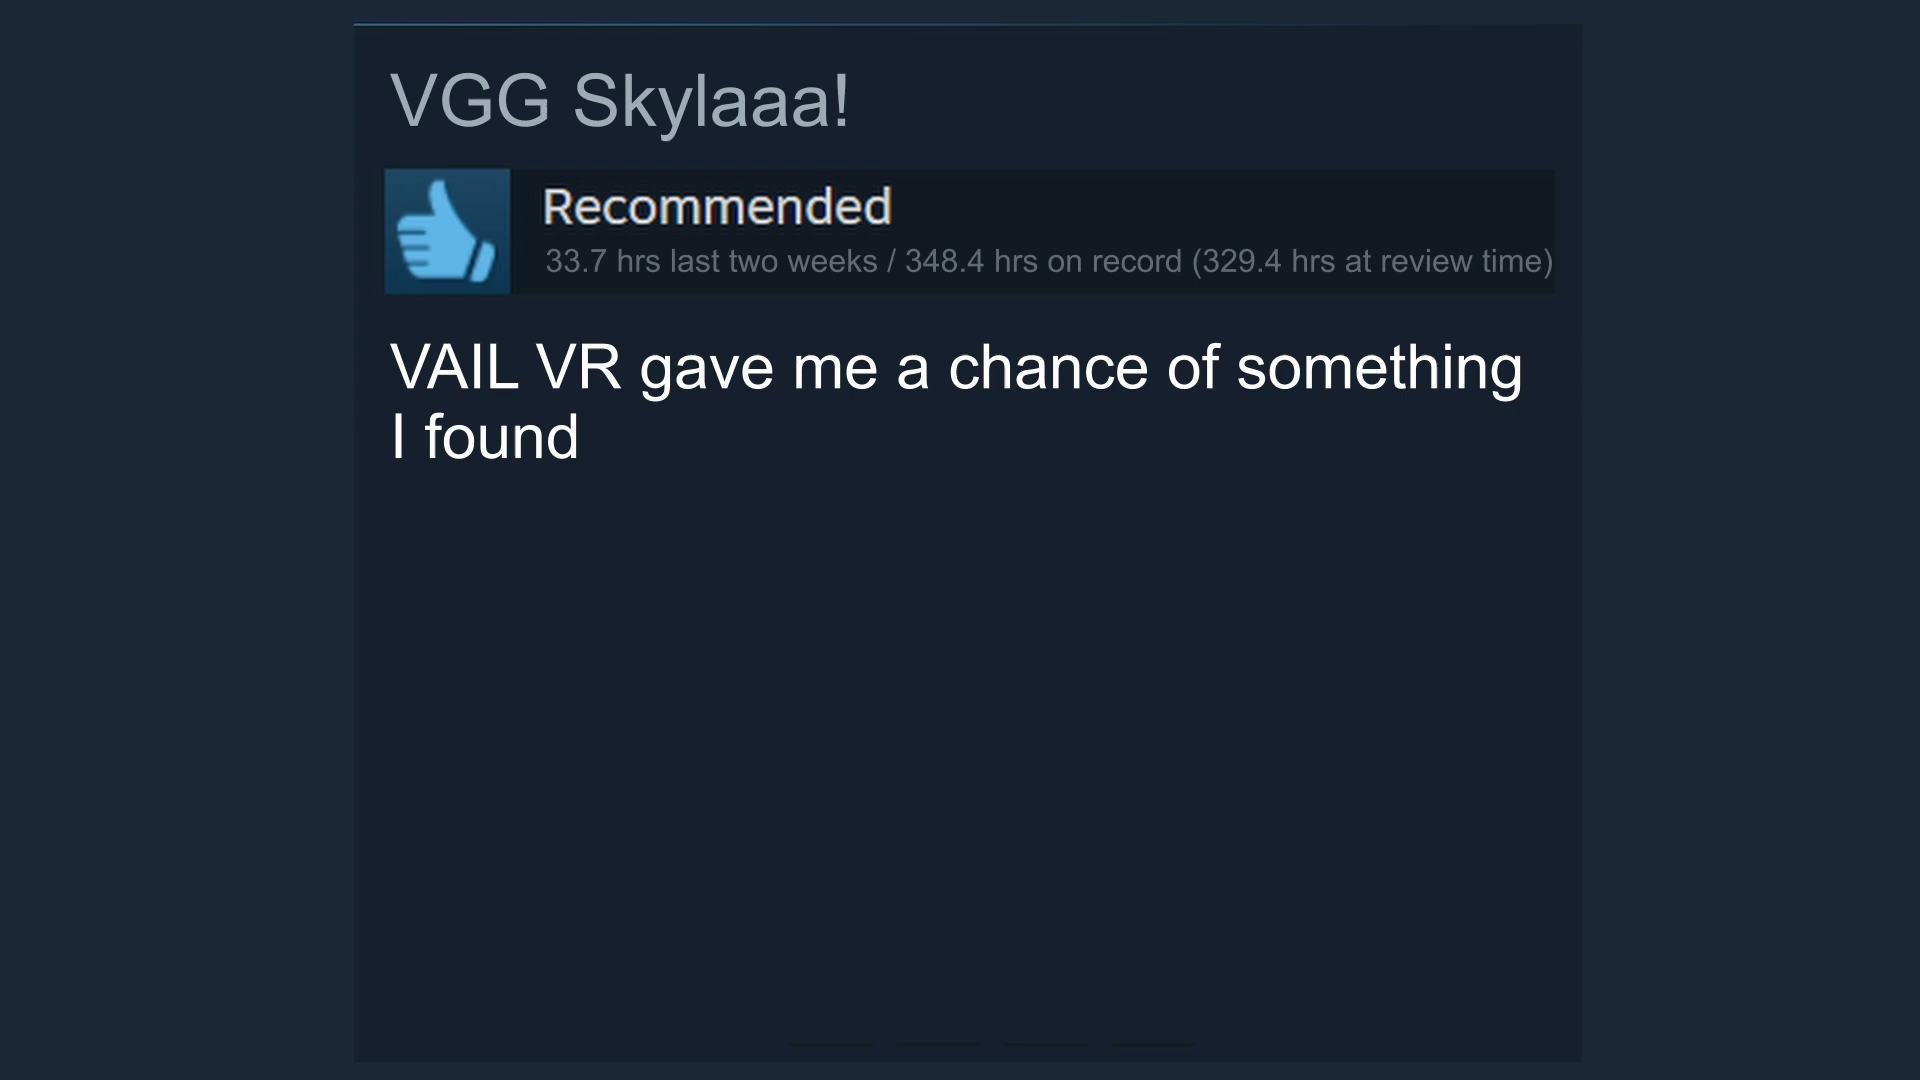 VGG Skylaaa!
Recommended
33.7 hrs last two weeks / 348.4 hrs on record (329.4 hrs at review time)
VAIL VR gave me a chance of something
I found